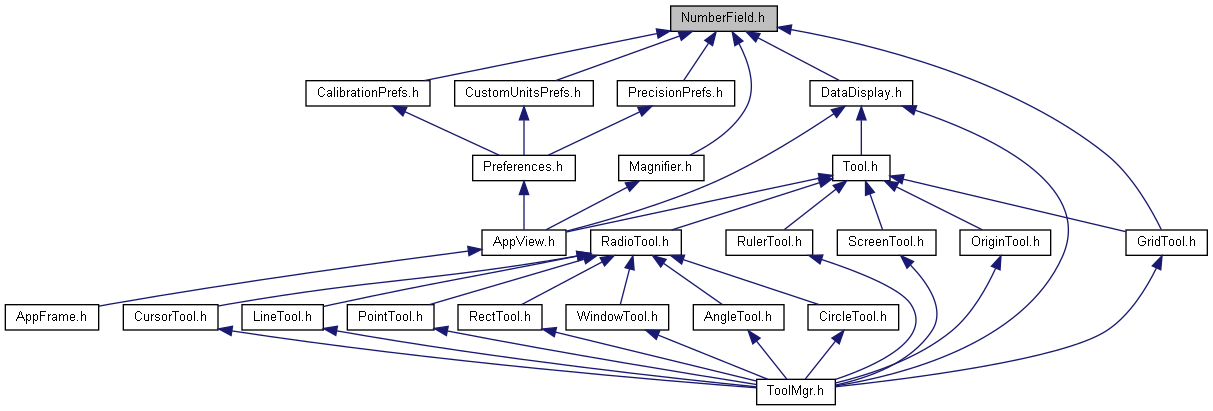 NumberField.h
CalibrationPrefs.h
CustomUnitsPrefs.h
PrecisionPrefs.h
DataDisplay.h
Preferences.h
Magnifier.h
Tool.h
AppView.h
RadioTool.h
RulerTool.h
ScreenTool.h
OriginTool.h
GridTool.h
AppFrame.h
CursorTool.h
LineTool.h
PointTool.h
RectTool.h
WindowTool.h
AngleTool.h
CircleTool.h
ToolMgr.h